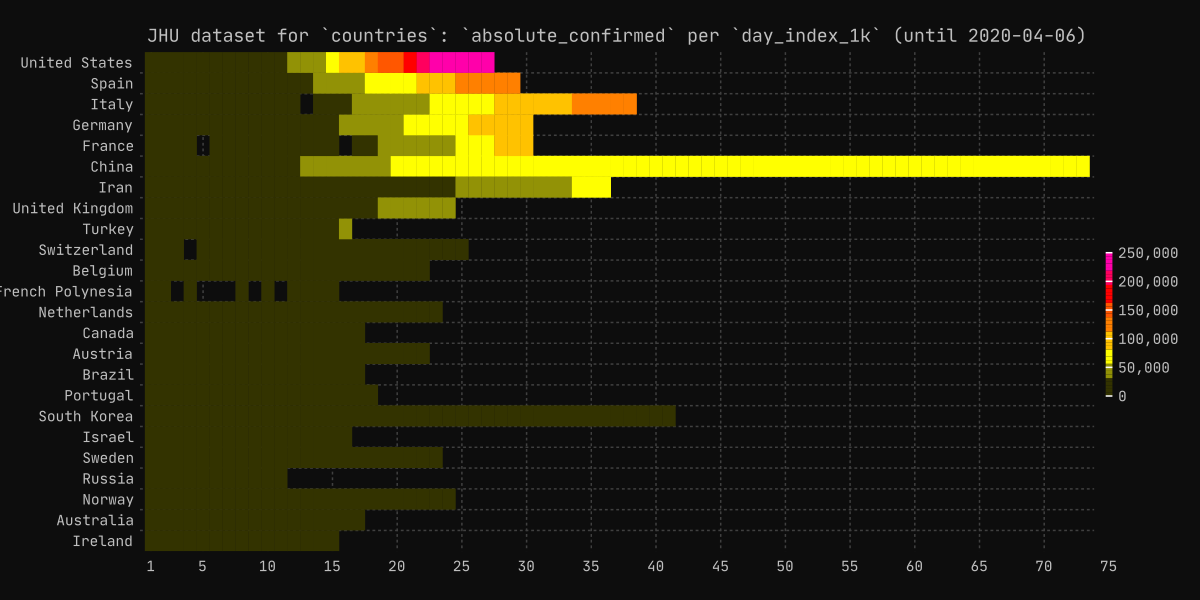 JHU dataset for `countries`: `absolute_confirmed` per `day_index_1k` (until 2020-04-06)
United States
Spain
Italy
Germany
France
China
Iran
United Kingdom
Turkey
Switzerland
Belgium
French Polynesia
Netherlands
Canada
Austria
Brazil
Portugal
South Korea
Israel
Sweden
Russia
Norway
Australia
Ireland
1 5 10 15 20 25 30 35 40 45 50 55 60 65 70 75
250,000
200,000
150,000
100,000
50,000
0